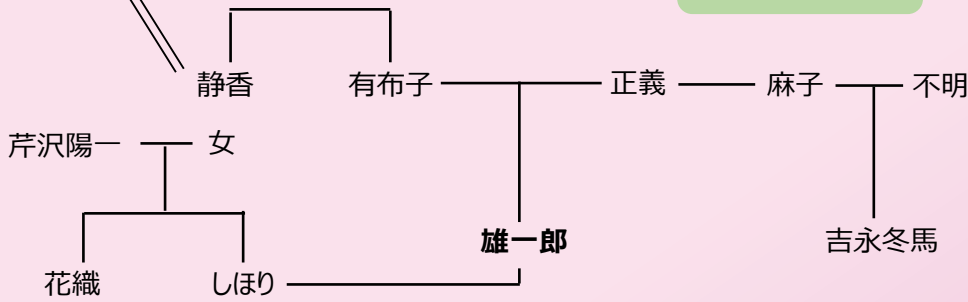 静香 有布子 正義 麻子 不明
芹沢陽一 女
雄一郎 吉永冬馬
花織 しほり